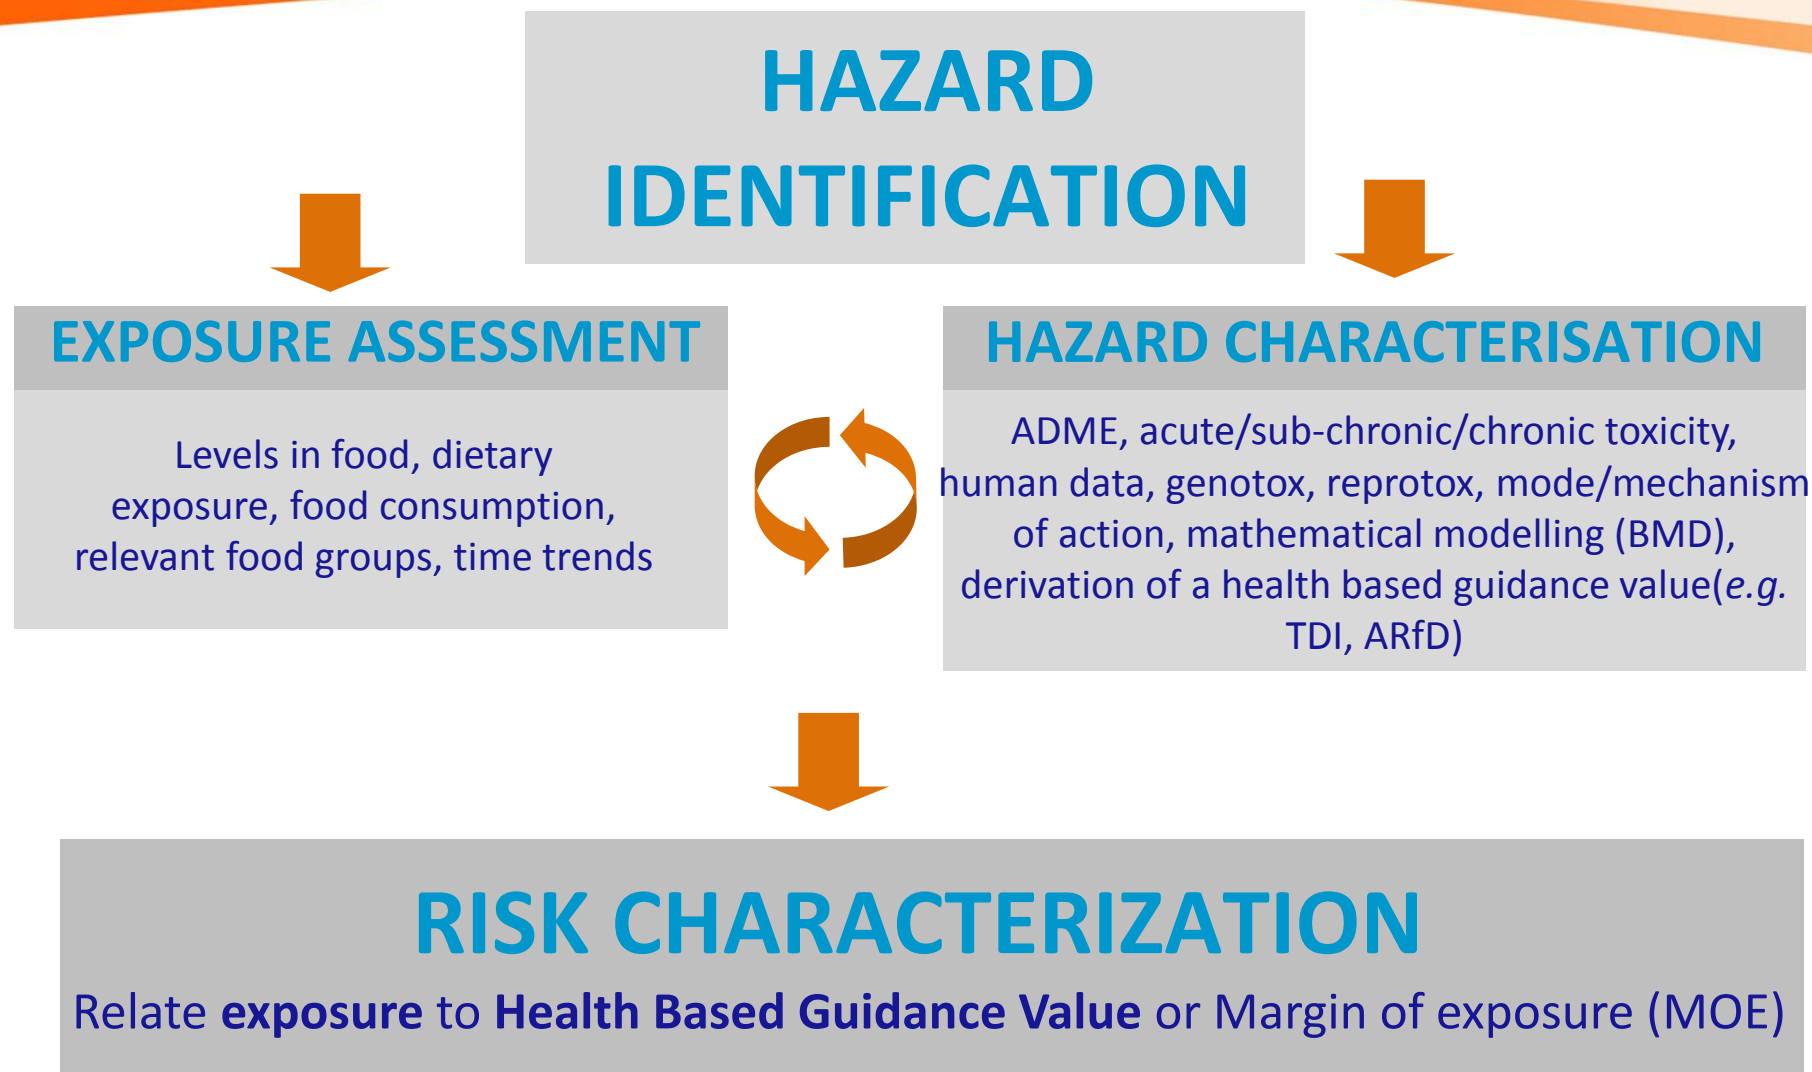 HAZARD
IDENTIFICATION
EXPOSURE ASSESSMENT
Levels in food, dietary
exposure, food consumption,
relevant food groups, time trends
HAZARD CHARACTERISATION
ADME, acute/sub-chronic/chronic toxicity,
human data, genotox, reprotox, mode/mechanism
of action, mathematical modelling (BMD),
derivation of a health based guidance value(e.g.
TDI, ARfD)
RISK CHARACTERIZATION
Relate exposure to Health Based Guidance Value or Margin of exposure (MOE)